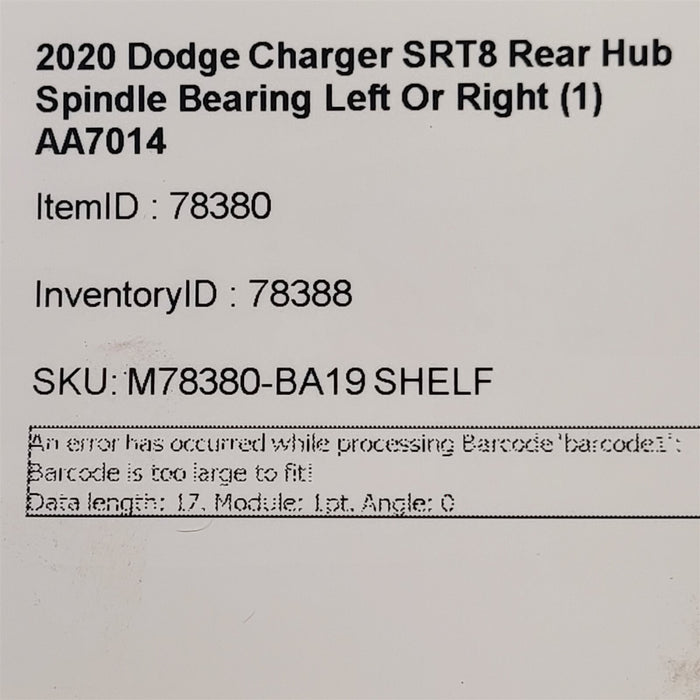 2020 Dodge Charger SRT8 Rear Hub
Spindle Bearing Left Or Right (1)
AA7014
ItemID : 78380
InventoryID : 78388
SKU: M78380-BA19 SHELF
An error has occurred while processing Barcode 'barcode1':
Barcode is too large to fit!
Data length: 17, Module: 1pt, Angle: 0